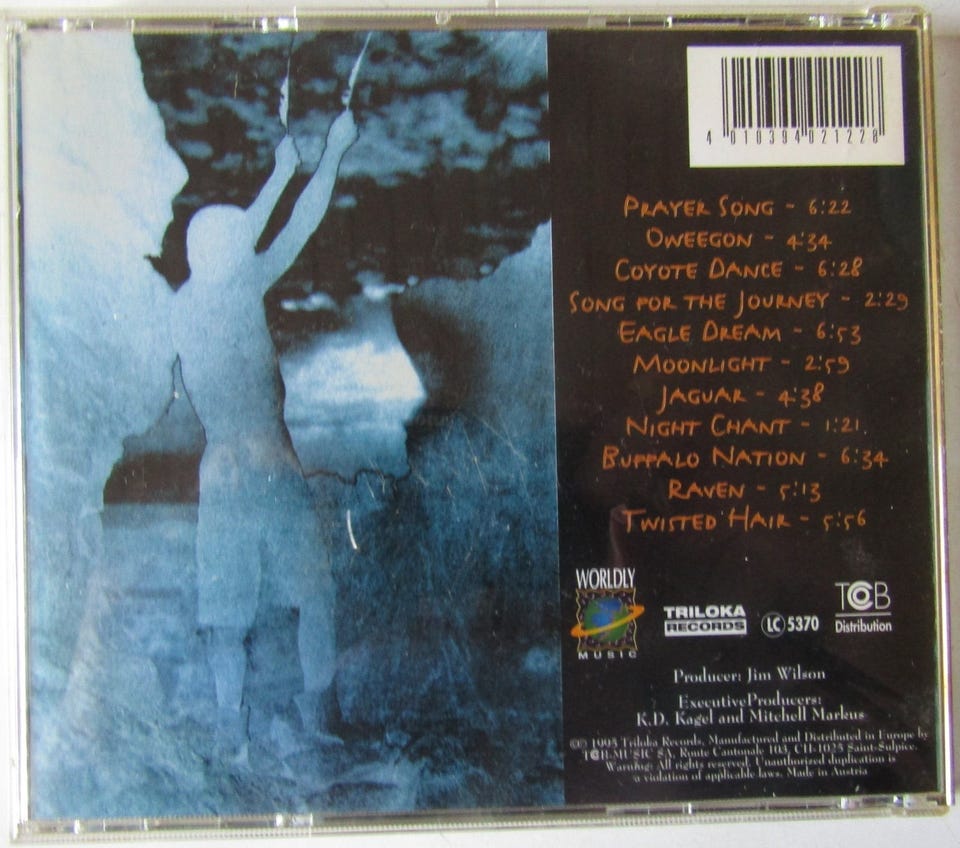 4 010394 021228
PRAYER SONG - 6:22
OWEEGON - 4:34
COYOTE DANCE - 6:28
SONG FOR THE JOURNEY - 2:29
EAGLE DREAM - 6:53
MOONLIGHT - 2:59
JAGUAR - 4:38
NIGHT CHANT - 1:21
BUFFALO NATION - 6:34
RAVEN - 5:13
TWISTED HAIR - 5:56
WORLDLY
MUSIC
TRILOKA
RECORDS
LC 5370
TCB
Distribution
Producer: Jim Wilson
ExecutiveProducers:
K.D. Kagel and Mitchell Markus
℗© 1995 Triloka Records, Manufactured and Distributed in Europe by
TCB-MUSIC SA, Route Cantonale 103, CH-1025 Saint-Sulpice.
Warning: All rights reserved. Unauthorized duplication is
a violation of applicable laws. Made in Austria